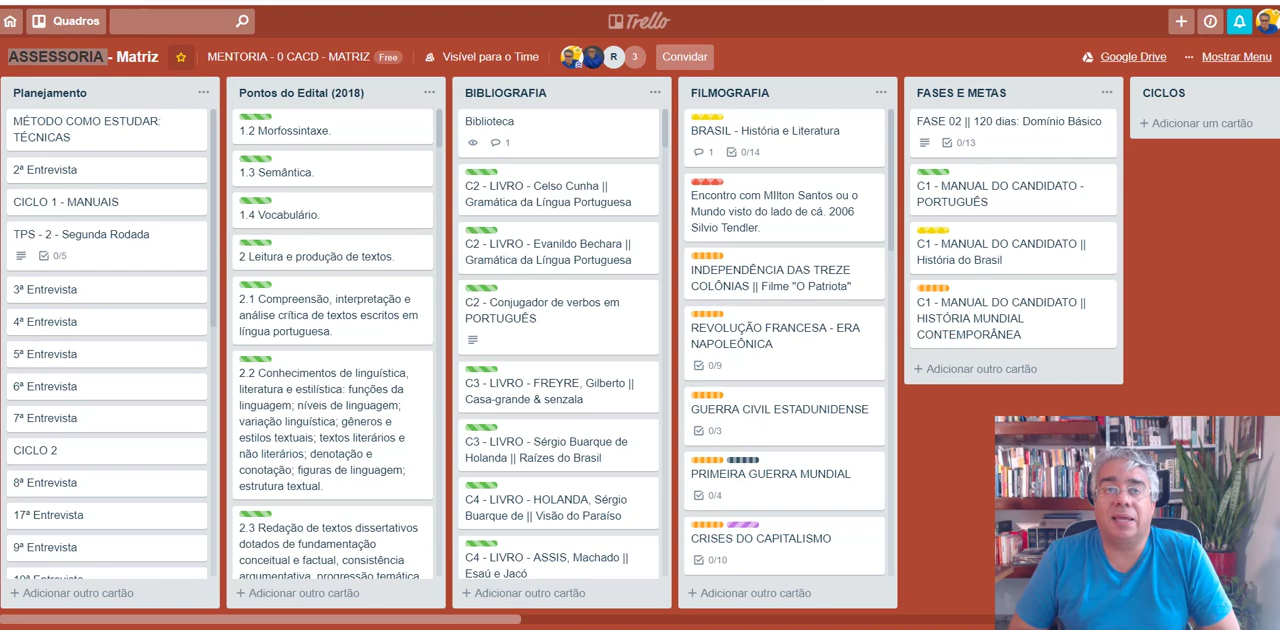 Quadros
Trello
ASSESSORIA - Matriz
MENTORIA - 0 CACD - MATRIZ Free
Visível para o Time
R
3
Convidar
Google Drive
Mostrar Menu
Planejamento
MÉTODO COMO ESTUDAR:
TÉCNICAS
2ª Entrevista
CICLO 1 - MANUAIS
TPS - 2 - Segunda Rodada
0/5
3ª Entrevista
4ª Entrevista
5ª Entrevista
6ª Entrevista
7ª Entrevista
CICLO 2
8ª Entrevista
17ª Entrevista
9ª Entrevista
10ª Entrevista
+ Adicionar outro cartão
Pontos do Edital (2018)
1.2 Morfossintaxe.
1.3 Semântica.
1.4 Vocabulário.
2 Leitura e produção de textos.
2.1 Compreensão, interpretação e
análise crítica de textos escritos em
língua portuguesa.
2.2 Conhecimentos de linguística,
literatura e estilística: funções da
linguagem; níveis de linguagem;
variação linguística; gêneros e
estilos textuais; textos literários e
não literários; denotação e
conotação; figuras de linguagem;
estrutura textual.
2.3 Redação de textos dissertativos
dotados de fundamentação
conceitual e factual, consistência
argumentativa, progressão temática
+ Adicionar outro cartão
BIBLIOGRAFIA
Biblioteca
1
C2 - LIVRO - Celso Cunha ||
Gramática da Língua Portuguesa
C2 - LIVRO - Evanildo Bechara ||
Gramática da Língua Portuguesa
C2 - Conjugador de verbos em
PORTUGUÊS
C3 - LIVRO - FREYRE, Gilberto ||
Casa-grande & senzala
C3 - LIVRO - Sérgio Buarque de
Holanda || Raízes do Brasil
C4 - LIVRO - HOLANDA, Sérgio
Buarque de || Visão do Paraíso
C4 - LIVRO - ASSIS, Machado ||
Esaú e Jacó
+ Adicionar outro cartão
FILMOGRAFIA
BRASIL - História e Literatura
1 0/14
Encontro com MIlton Santos ou o
Mundo visto do lado de cá. 2006
Silvio Tendler.
INDEPENDÊNCIA DAS TREZE
COLÔNIAS || Filme "O Patriota"
REVOLUÇÃO FRANCESA - ERA
NAPOLEÔNICA
0/9
GUERRA CIVIL ESTADUNIDENSE
0/3
PRIMEIRA GUERRA MUNDIAL
0/4
CRISES DO CAPITALISMO
0/10
+ Adicionar outro cartão
FASES E METAS
FASE 02 || 120 dias: Domínio Básico
0/13
C1 - MANUAL DO CANDIDATO -
PORTUGUÊS
C1 - MANUAL DO CANDIDATO ||
História do Brasil
C1 - MANUAL DO CANDIDATO ||
HISTÓRIA MUNDIAL
CONTEMPORÂNEA
+ Adicionar outro cartão
CICLOS
+ Adicionar um cartão